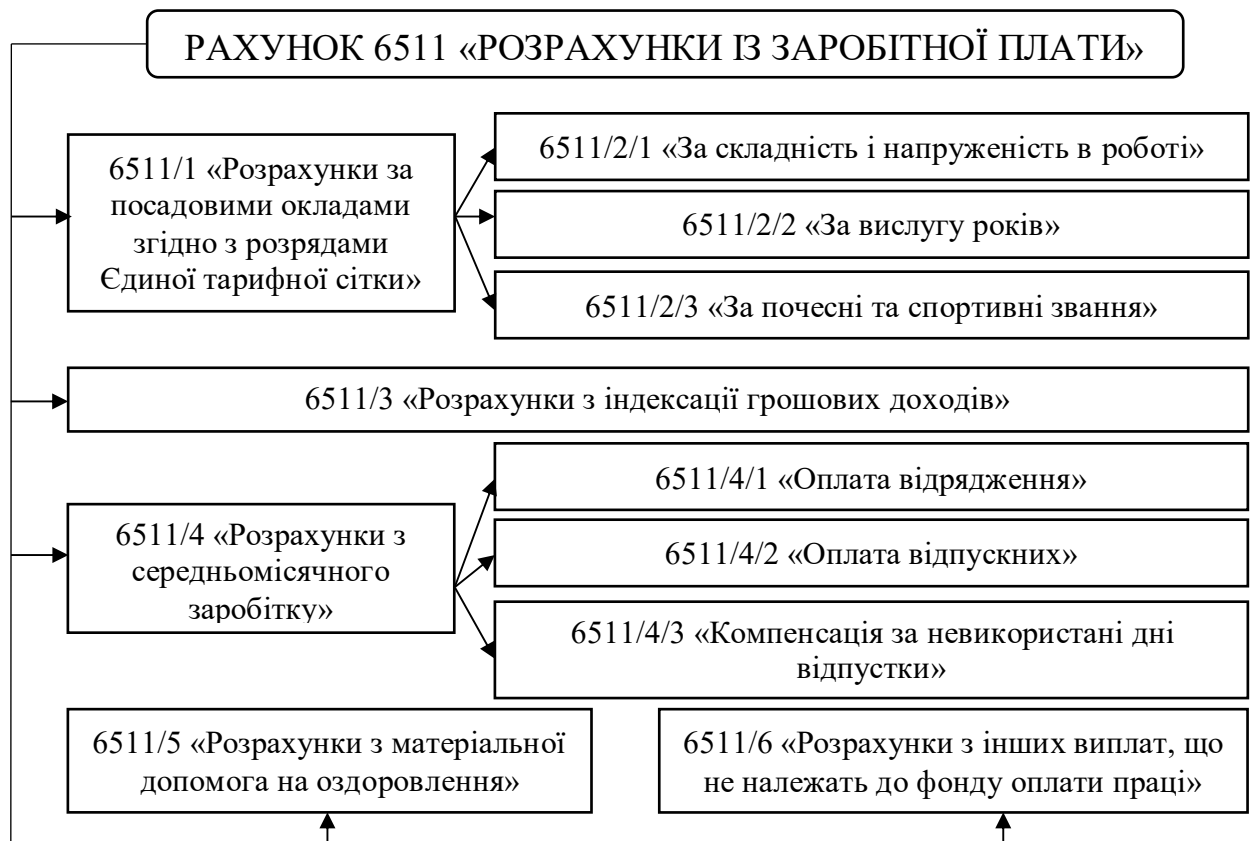 РАХУНОК 6511 «РОЗРАХУНКИ ІЗ ЗАРОБІТНОЇ ПЛАТИ»
6511/1 «Розрахунки за
посадовими окладами
згідно з розрядами
Єдиної тарифної сітки»
6511/2/1 «За складність і напруженість в роботі»
6511/2/2 «За вислугу років»
6511/2/3 «За почесні та спортивні звання»
6511/3 «Розрахунки з індексації грошових доходів»
6511/4 «Розрахунки з
середньомісячного
заробітку»
6511/4/1 «Оплата відрядження»
6511/4/2 «Оплата відпускних»
6511/4/3 «Компенсація за невикористані дні
відпустки»
6511/5 «Розрахунки з матеріальної
допомога на оздоровлення»
6511/6 «Розрахунки з інших виплат, що
не належать до фонду оплати праці»